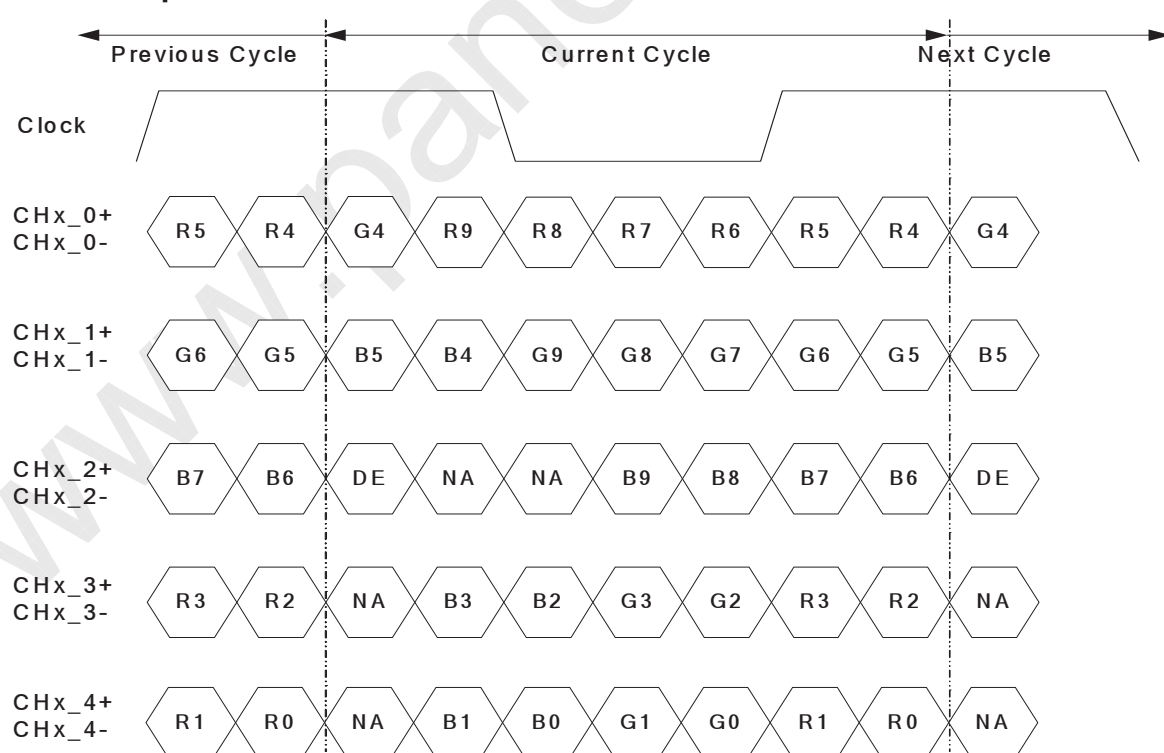 Previous Cycle Current Cycle Next Cycle
Clock
CHx_0+
CHx_0-
R5 R4 G4 R9 R8 R7 R6 R5 R4 G4
CHx_1+
CHx_1-
G6 G5 B5 B4 G9 G8 G7 G6 G5 B5
CHx_2+
CHx_2-
B7 B6 DE NA NA B9 B8 B7 B6 DE
CHx_3+
CHx_3-
R3 R2 NA B3 B2 G3 G2 R3 R2 NA
CHx_4+
CHx_4-
R1 R0 NA B1 B0 G1 G0 R1 R0 NA